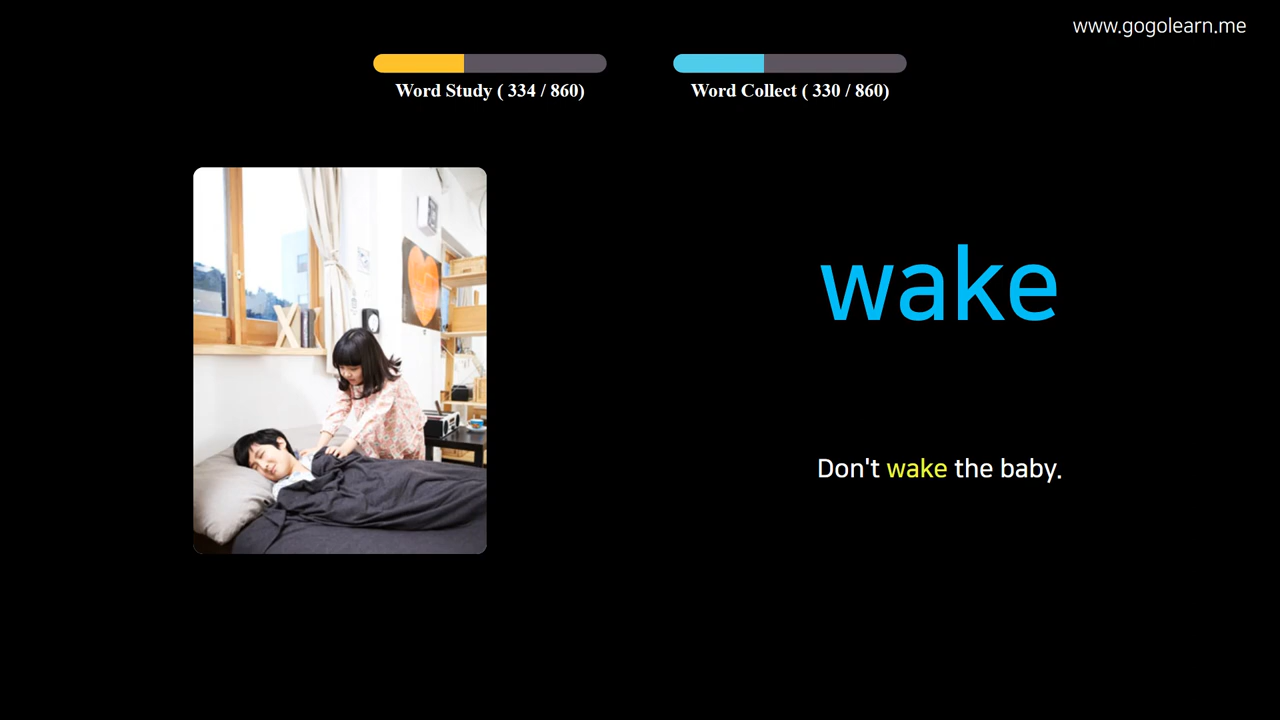 www.gogolearn.me
Word Study ( 334 / 860)
Word Collect ( 330 / 860)
wake
Don't wake the baby.